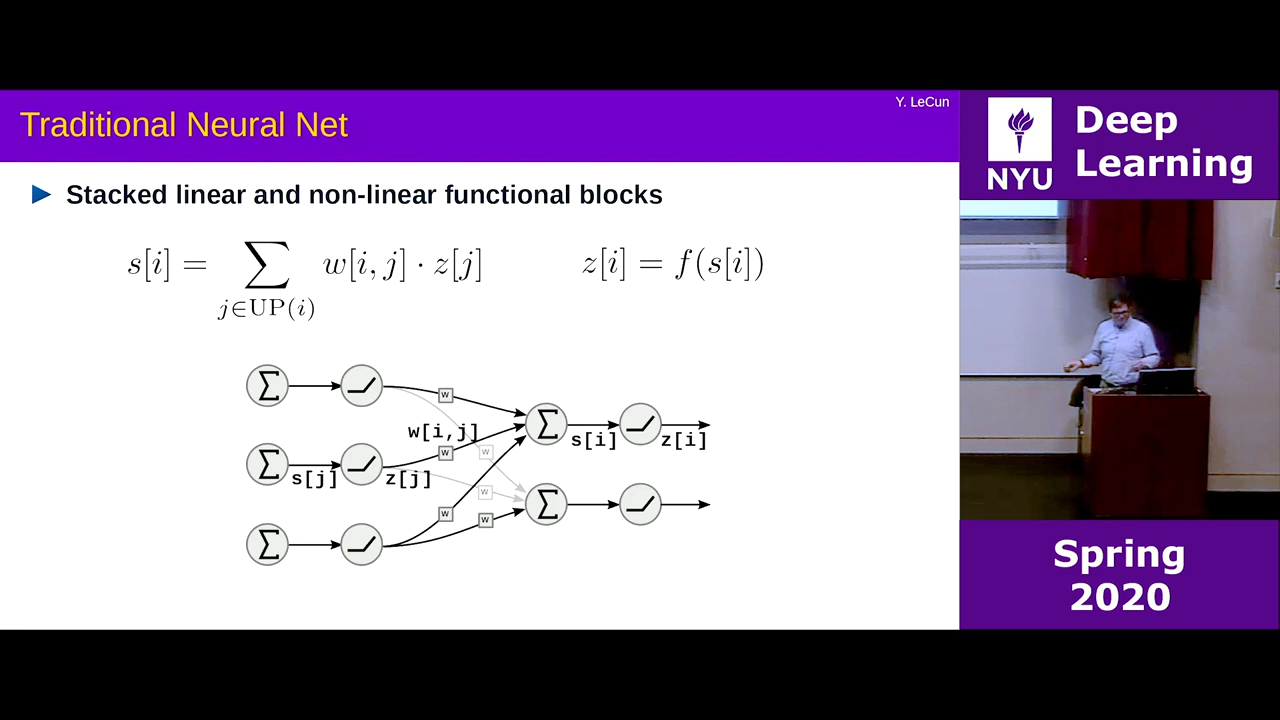 Y. LeCun
Traditional Neural Net
Stacked linear and non-linear functional blocks
s[i] = ∑ w[i, j] · z[j]
j∈UP(i)
z[i] = f(s[i])
∑
w
w[i,j]
∑
s[i]
z[i]
∑
s[j]
z[j]
w
w
w
∑
∑
w
w
NYU
Deep
Learning
Spring
2020